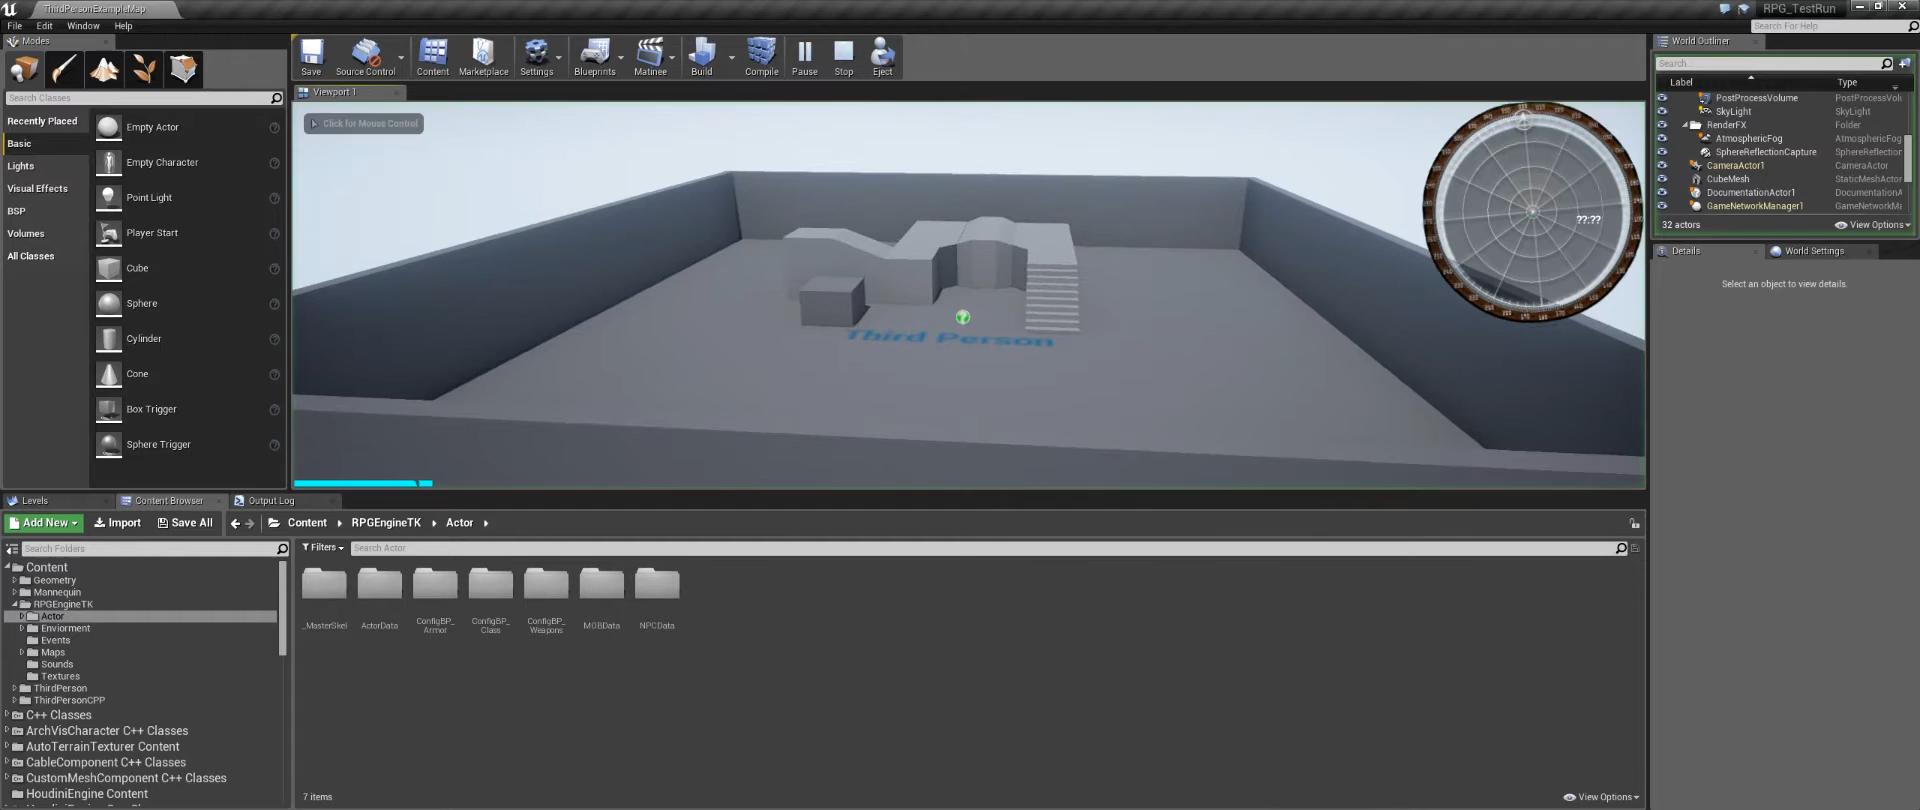 ThirdPersonExampleMap
RPG_TestRun
File Edit Window Help
Search For Help
Modes
Search Classes
Recently Placed
Basic
Lights
Visual Effects
BSP
Volumes
All Classes
Empty Actor
Empty Character
Point Light
Player Start
Cube
Sphere
Cylinder
Cone
Box Trigger
Sphere Trigger
Save Source Control Content Marketplace Settings Blueprints Matinee Build Compile Pause Stop Eject
Viewport 1
Click for Mouse Control
Third Person
??:??
World Outliner
Search...
Label Type
PostProcessVolume PostProcessVolu
SkyLight SkyLight
RenderFX Folder
AtmosphericFog AtmosphericFog
SphereReflectionCapture SphereReflection
CameraActor1 CameraActor
CubeMesh StaticMeshActor
DocumentationActor1 DocumentationA
GameNetworkManager1 GameNetworkMa
32 actors View Options
Details World Settings
Select an object to view details.
Levels Content Browser Output Log
Add New Import Save All Content RPGEngineTK Actor
Search Folders
Content
Geometry
Mannequin
RPGEngineTK
Actor
Enviorment
Events
Maps
Sounds
Textures
ThirdPerson
ThirdPersonCPP
C++ Classes
ArchVisCharacter C++ Classes
AutoTerrainTexturer Content
CableComponent C++ Classes
CustomMeshComponent C++ Classes
HoudiniEngine Content
Filters Search Actor
_MasterSkel
ActorData
ConfigBP_
Armor
ConfigBP_
Class
ConfigBP_
Weapons
MOBData
NPCData
7 items View Options